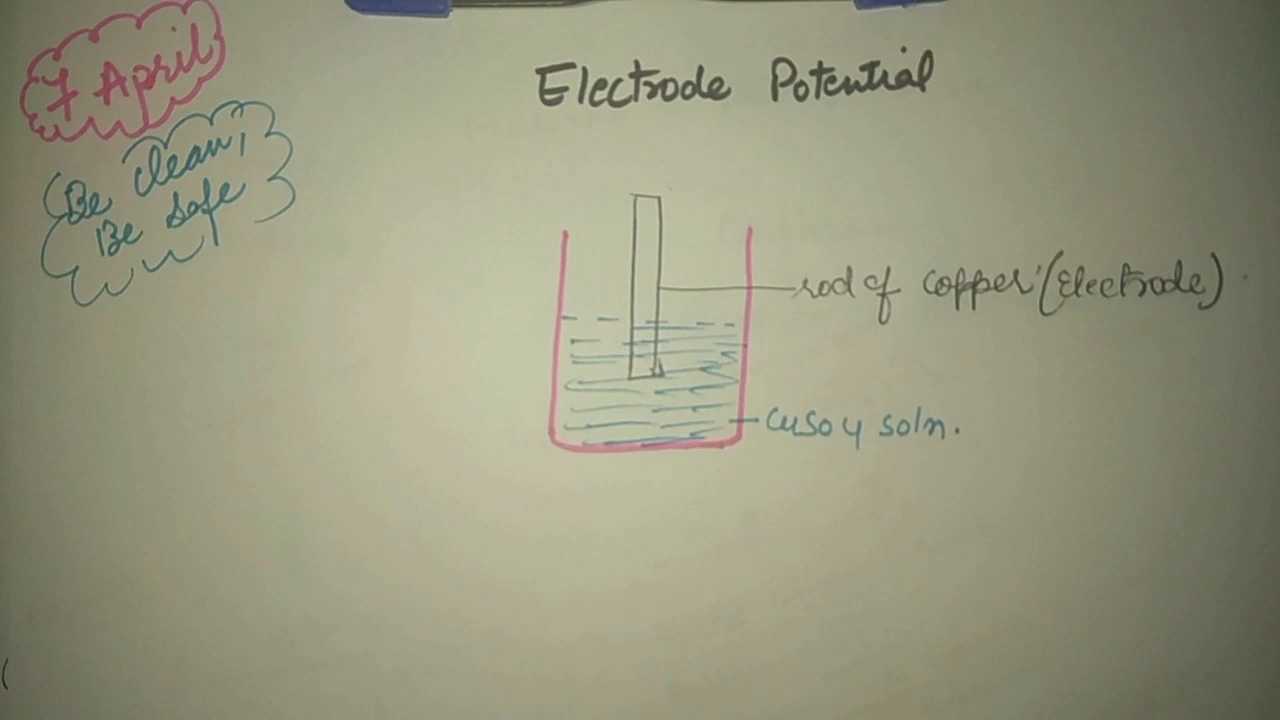 7 April
Be clean,
Be safe
Electrode Potential
rod of copper (Electrode)
CuSO4 soln.